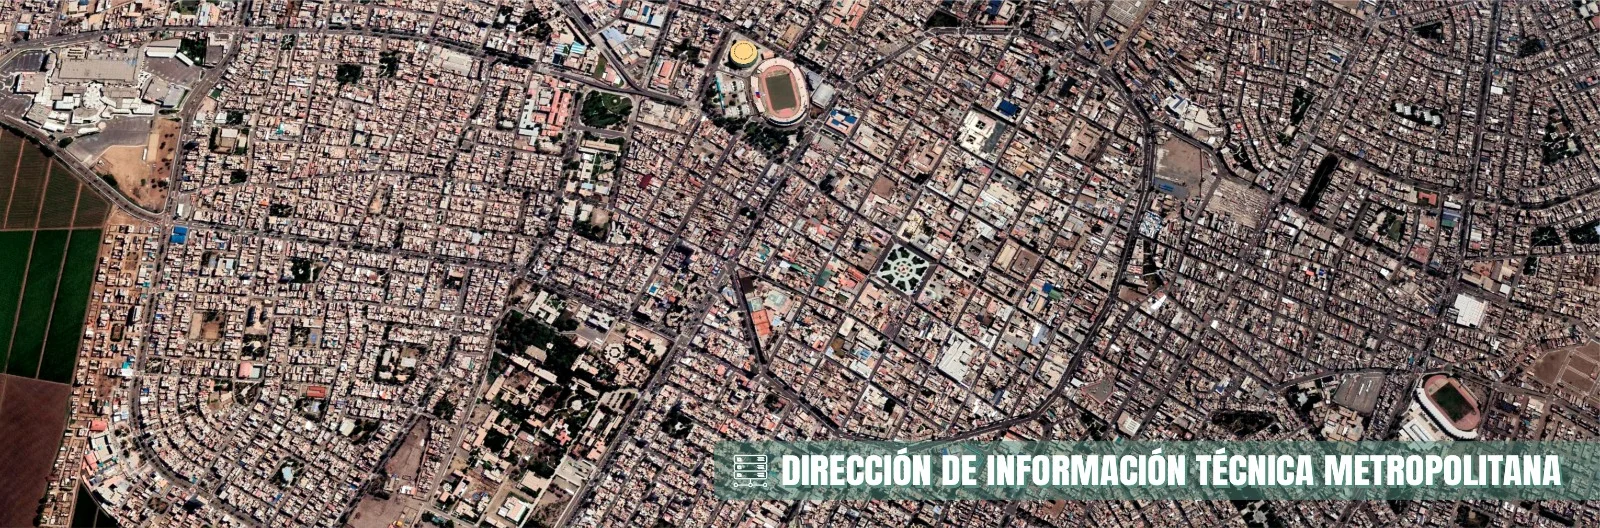 DIRECCIÓN DE INFORMACIÓN TÉCNICA METROPOLITANA